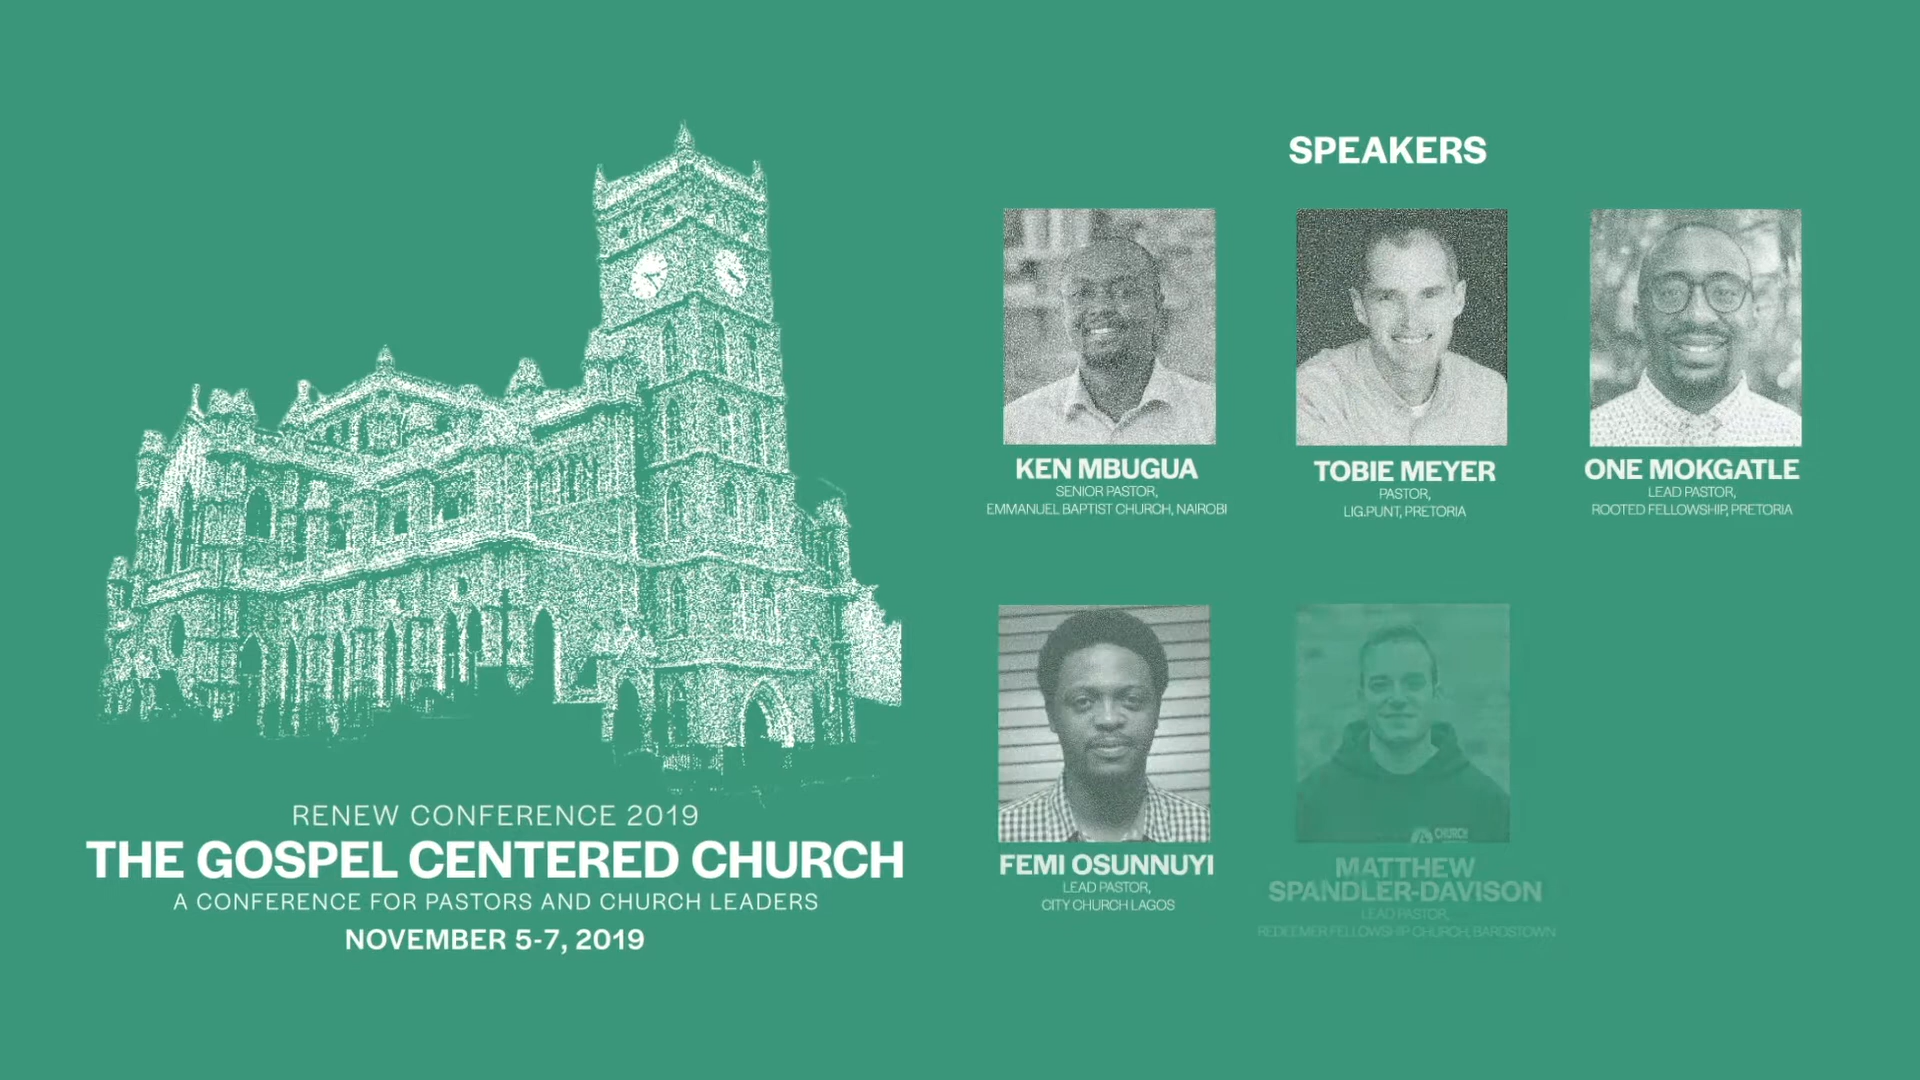 RENEW CONFERENCE 2019
THE GOSPEL CENTERED CHURCH
A CONFERENCE FOR PASTORS AND CHURCH LEADERS
NOVEMBER 5-7, 2019
SPEAKERS
KEN MBUGUA
SENIOR PASTOR,
EMMANUEL BAPTIST CHURCH, NAIROBI
TOBIE MEYER
PASTOR,
LIG.PUNT, PRETORIA
ONE MOKGATLE
LEAD PASTOR,
ROOTED FELLOWSHIP, PRETORIA
FEMI OSUNNUYI
LEAD PASTOR,
CITY CHURCH LAGOS
CHURCH
MATTHEW
SPANDLER-DAVISON
LEAD PASTOR,
REDEEMER FELLOWSHIP CHURCH, BARDSTOWN